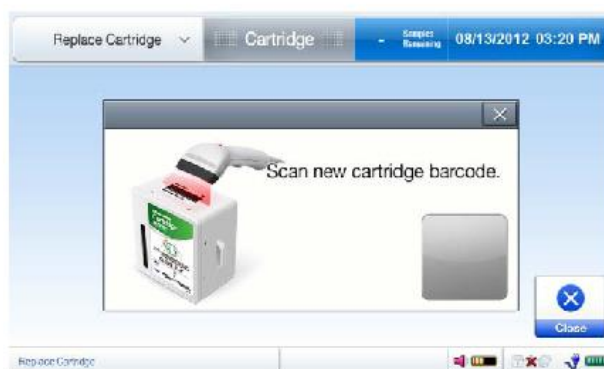 Replace Cartridge
Cartridge
-
Samples
Remaining
08/13/2012 03:20 PM
Scan new cartridge barcode.
Close
Replace Cartridge